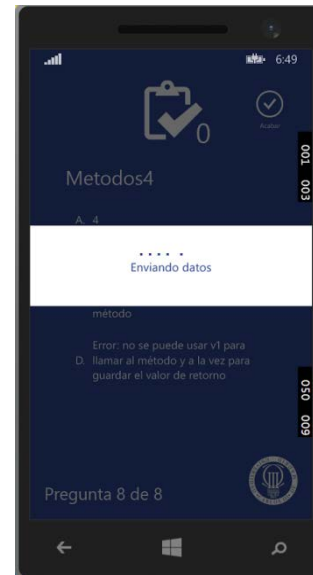 6:49
0
Acabar
Metodos4
A. 4
Enviando datos
método
Error: no se puede usar v1 para
D. llamar al método y a la vez para
guardar el valor de retorno
Pregunta 8 de 8
001 003
050 009